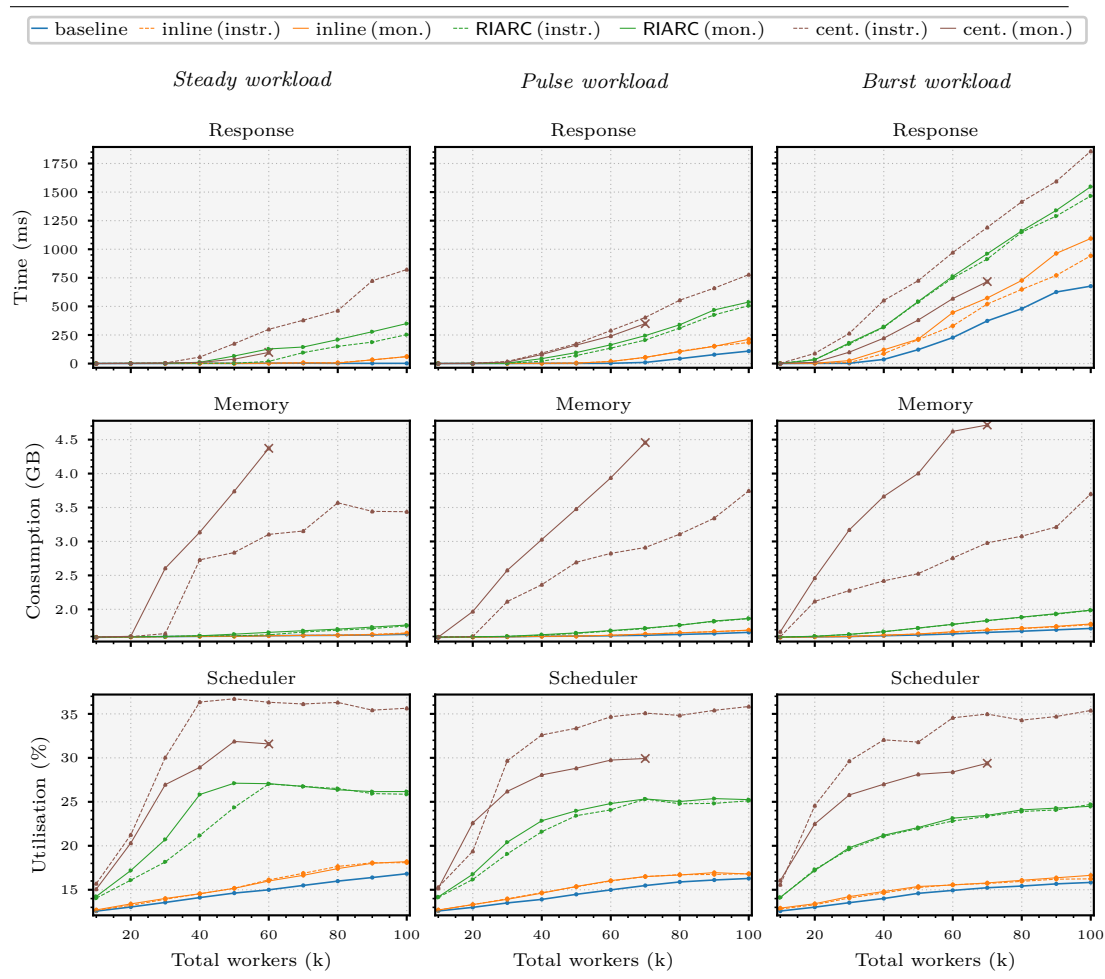 baseline inline (instr.) inline (mon.) RIARC (instr.) RIARC (mon.) cent. (instr.) cent. (mon.)
Steady workload Pulse workload Burst workload
Response Response Response
Time (ms)
1750
1500
1250
1000
750
500
250
0
Memory Memory Memory
Consumption (GB)
4.5
4.0
3.5
3.0
2.5
2.0
Scheduler Scheduler Scheduler
Utilisation (%)
35
30
25
20
15
20 40 60 80 100 20 40 60 80 100 20 40 60 80 100
Total workers (k) Total workers (k) Total workers (k)